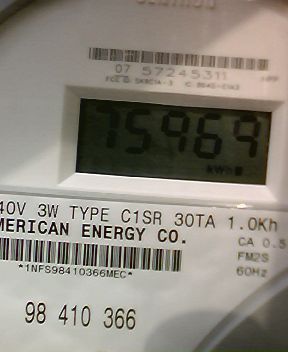 07 57245311
75969
kWh
40V 3W TYPE C1SR 30TA 1.0Kh
MERICAN ENERGY CO.
CA 0.5
FM2S
60Hz
*1NFS98410366MEC*
98 410 366